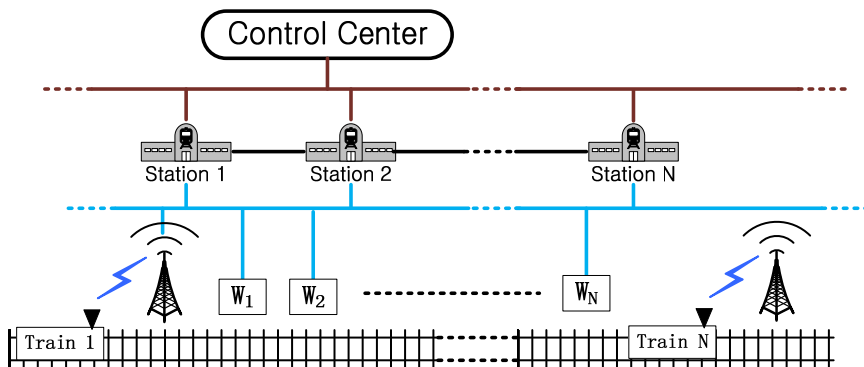 Control Center
Station 1
Station 2
Station N
W1
W2
WN
Train 1
Train N